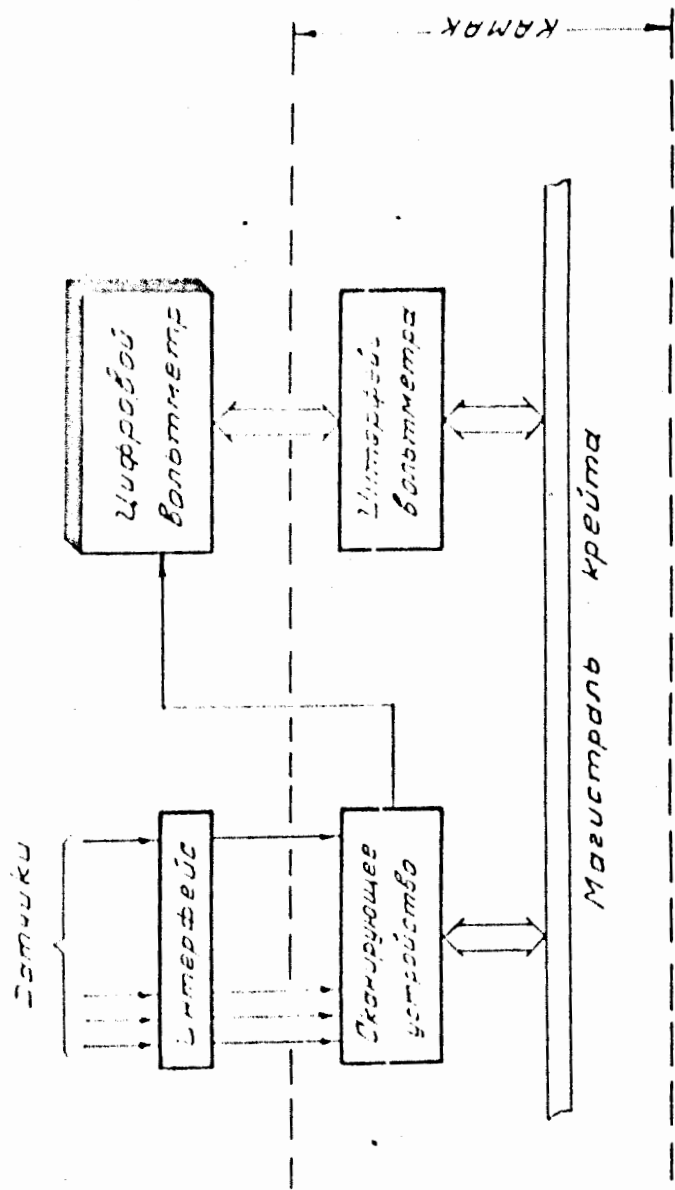 Датчики
Интерфейс
Сканирующее
устройство
Цифровой
вольтметр
Интерфейс
вольтметра
Магистраль крейта
КАМАК